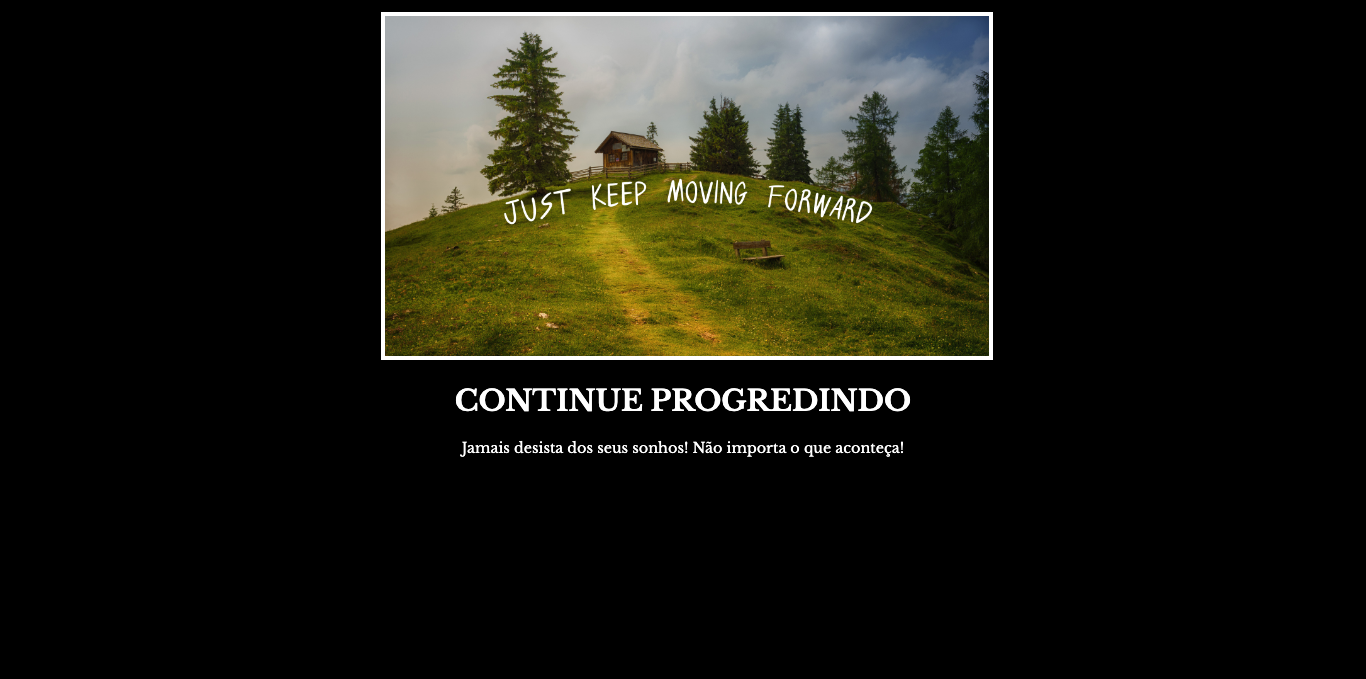 JUST KEEP MOVING FORWARD
CONTINUE PROGREDINDO
Jamais desista dos seus sonhos! Não importa o que aconteça!